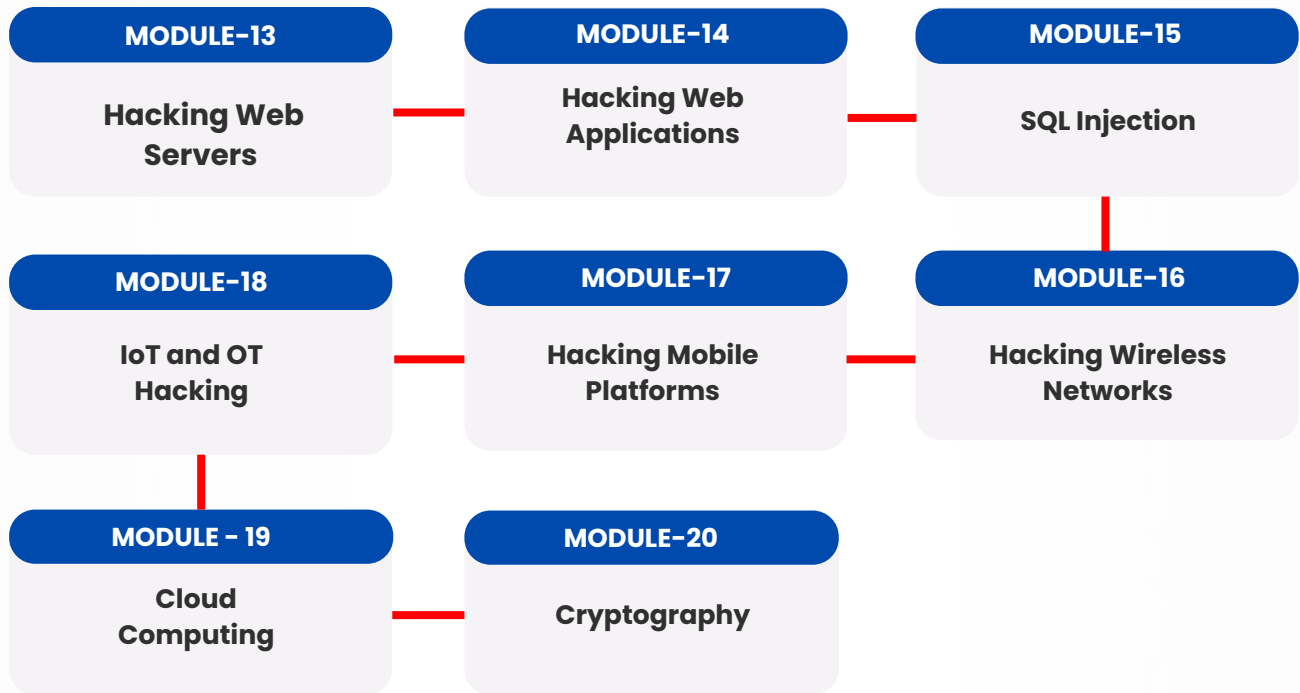 MODULE-13
Hacking Web
Servers
MODULE-14
Hacking Web
Applications
MODULE-15
SQL Injection
MODULE-18
IoT and OT
Hacking
MODULE-17
Hacking Mobile
Platforms
MODULE-16
Hacking Wireless
Networks
MODULE - 19
Cloud
Computing
MODULE-20
Cryptography